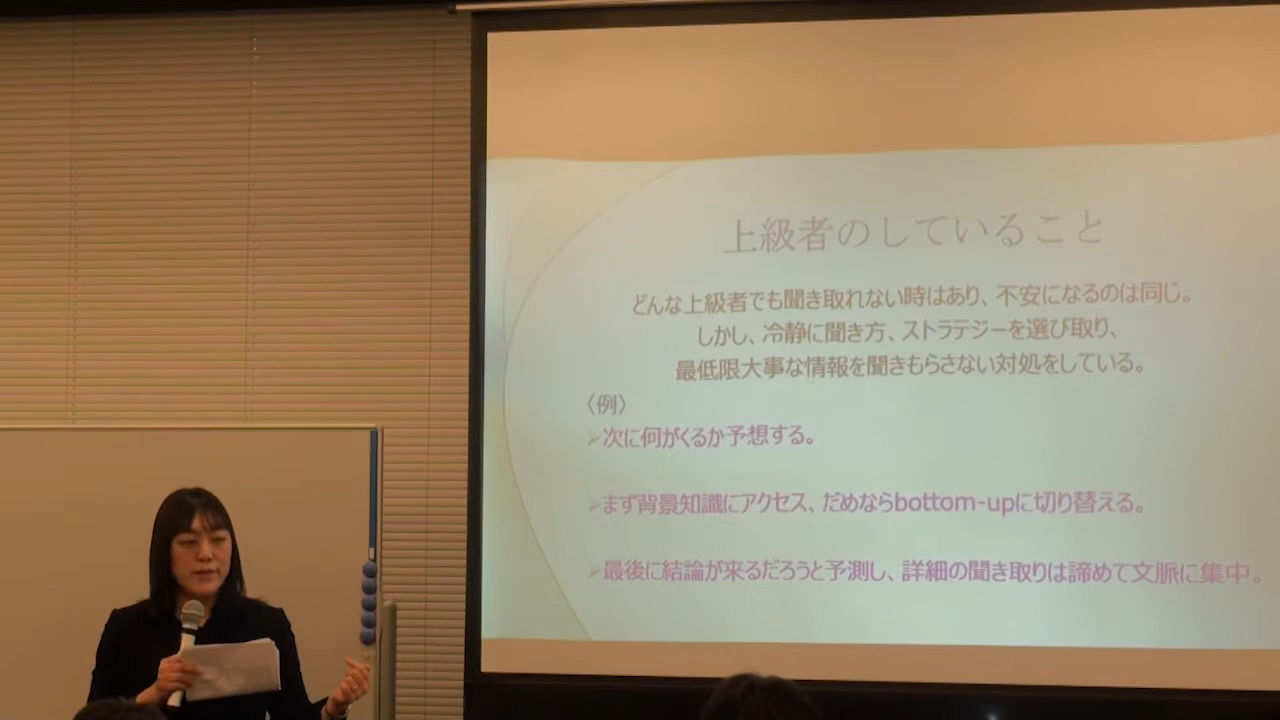 上級者のしていること
どんな上級者でも聞き取れない時はあり、不安になるのは同じ。
しかし、冷静に聞き方、ストラテジーを選び取り、
最低限大事な情報を聞きもらさない対処をしている。
〈例〉
➢次に何がくるか予想する。
➢まず背景知識にアクセス、だめならbottom-upに切り替える。
➢最後に結論が来るだろうと予測し、詳細の聞き取りは諦めて文脈に集中。